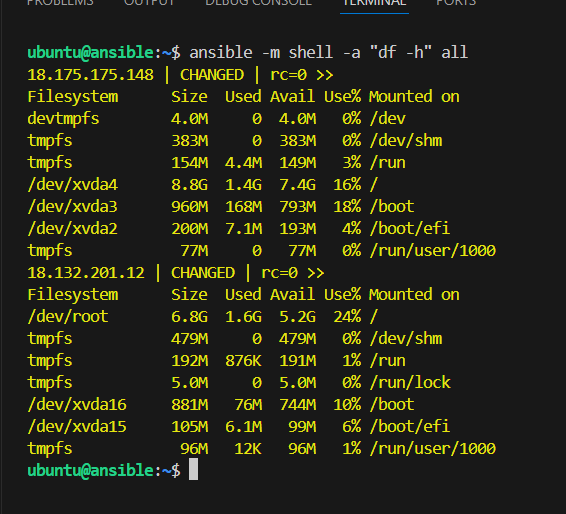 PROBLEMS OUTPUT DEBUG CONSOLE TERMINAL PORTS
ubuntu@ansible:~$ ansible -m shell -a "df -h" all
18.175.175.148 | CHANGED | rc=0 >>
Filesystem      Size  Used Avail Use% Mounted on
devtmpfs        4.0M     0  4.0M   0% /dev
tmpfs           383M     0  383M   0% /dev/shm
tmpfs           154M  4.4M  149M   3% /run
/dev/xvda4      8.8G  1.4G  7.4G  16% /
/dev/xvda3      960M  168M  793M  18% /boot
/dev/xvda2      200M  7.1M  193M   4% /boot/efi
tmpfs            77M     0   77M   0% /run/user/1000
18.132.201.12 | CHANGED | rc=0 >>
Filesystem      Size  Used Avail Use% Mounted on
/dev/root       6.8G  1.6G  5.2G  24% /
tmpfs           479M     0  479M   0% /dev/shm
tmpfs           192M  876K  191M   1% /run
tmpfs           5.0M     0  5.0M   0% /run/lock
/dev/xvda16     881M   76M  744M  10% /boot
/dev/xvda15     105M  6.1M   99M   6% /boot/efi
tmpfs            96M   12K   96M   1% /run/user/1000
ubuntu@ansible:~$